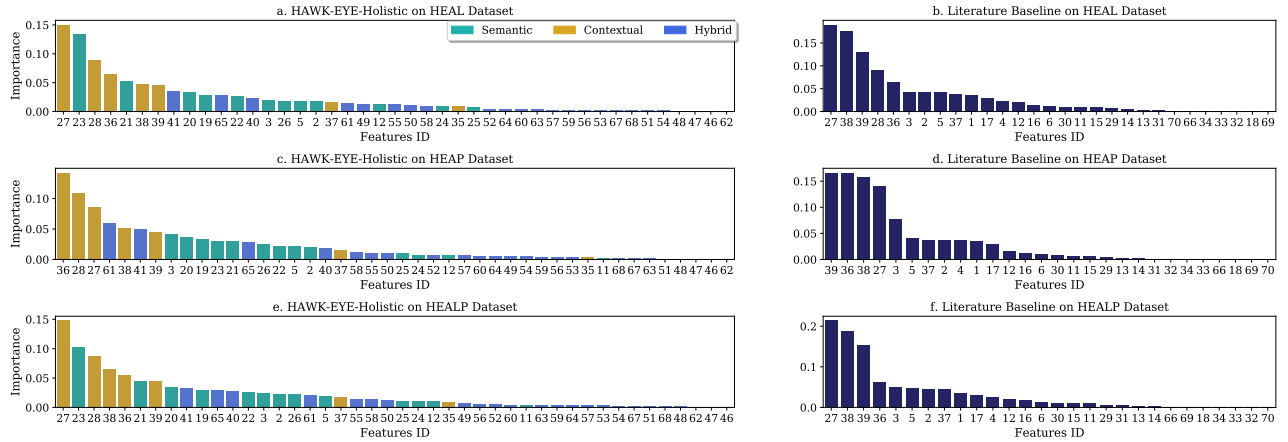 a. HAWK-EYE-Holistic on HEAL Dataset
Semantic Contextual Hybrid
Importance
0.15
0.10
0.05
0.00
27 23 28 36 21 38 39 41 20 19 65 22 40 3 26 5 2 37 61 49 12 55 50 58 24 35 25 52 64 60 63 57 59 56 53 67 68 51 54 48 47 46 62
Features ID
b. Literature Baseline on HEAL Dataset
0.15
0.10
0.05
0.00
27 38 39 28 36 3 2 5 37 1 17 4 12 16 6 30 11 15 29 14 13 31 70 66 34 33 32 18 69
Features ID
c. HAWK-EYE-Holistic on HEAP Dataset
Importance
0.10
0.05
0.00
36 28 27 61 38 41 39 3 20 19 23 21 65 26 22 5 2 40 37 58 55 50 25 24 52 12 57 60 56 64 49 54 59 53 35 11 68 67 63 51 48 47 46 62
Features ID
d. Literature Baseline on HEAP Dataset
0.15
0.10
0.05
0.00
39 36 38 27 3 5 37 2 4 1 17 12 16 6 30 11 15 29 13 14 31 32 34 33 66 18 69 70
Features ID
e. HAWK-EYE-Holistic on HEALP Dataset
Importance
0.15
0.10
0.05
0.00
27 23 28 38 36 21 39 20 41 19 65 40 22 3 2 26 61 5 37 55 58 50 25 24 12 35 49 56 52 60 11 63 64 59 57 53 54 67 51 68 62 48 47 46
Features ID
f. Literature Baseline on HEALP Dataset
0.2
0.1
0.0
27 38 39 36 3 5 2 37 1 17 4 12 16 6 30 15 11 29 31 13 14 66 69 18 34 33 32 70
Features ID